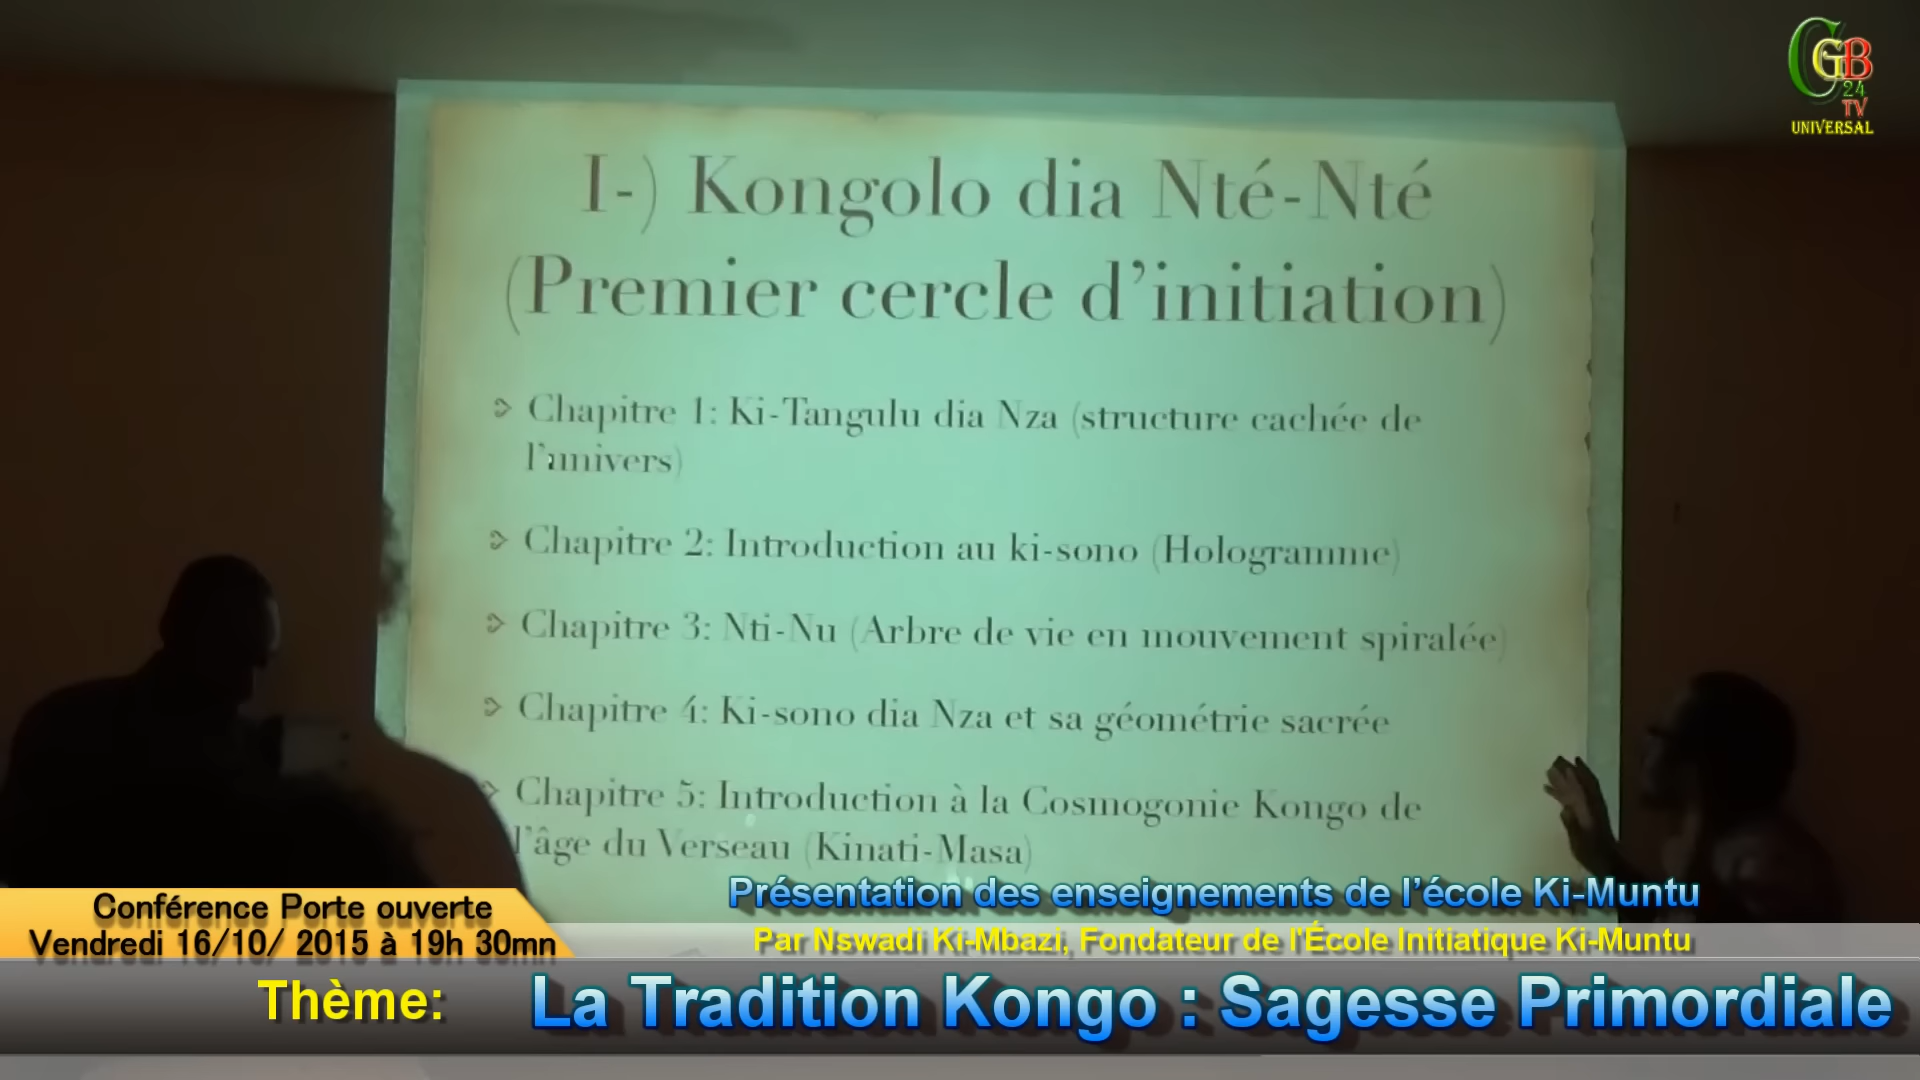 CGB
24
TV
UNIVERSAL
I-) Kongolo dia Nté-Nté
(Premier cercle d'initiation)
Chapitre 1: Ki-Tangulu dia Nza (structure cachée de
l'univers)
Chapitre 2: Introduction au ki-sono (Hologramme)
Chapitre 3: Nti-Nu (Arbre de vie en mouvement spiralée)
Chapitre 4: Ki-sono dia Nza et sa géométrie sacrée
Chapitre 5: Introduction à la Cosmogonie Kongo de
l'âge du Verseau (Kinati-Masa)
Conférence Porte ouverte
Vendredi 16/10/ 2015 à 19h 30mn
Présentation des enseignements de l'école Ki-Muntu
Par Nswadi Ki-Mbazi, Fondateur de l'École Initiatique Ki-Muntu
Thème: La Tradition Kongo : Sagesse Primordiale